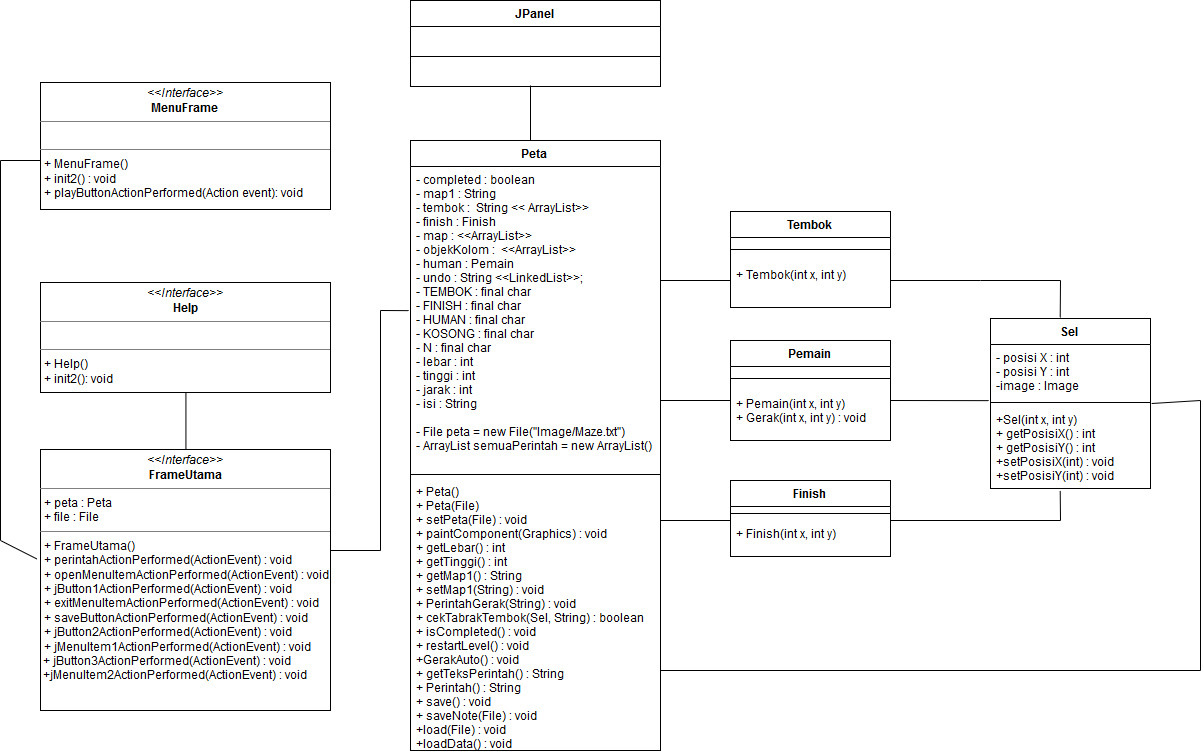 JPanel
<<Interface>>
MenuFrame
+ MenuFrame()
+ init2() : void
+ playButtonActionPerformed(Action event): void
<<Interface>>
Help
+ Help()
+ init2(): void
<<Interface>>
FrameUtama
+ peta : Peta
+ file : File
+ FrameUtama()
+ perintahActionPerformed(ActionEvent) : void
+ openMenuItemActionPerformed(ActionEvent) : void
+ jButton1ActionPerformed(ActionEvent) : void
+ exitMenuItemActionPerformed(ActionEvent) : void
+ saveButtonActionPerformed(ActionEvent) : void
+ jButton2ActionPerformed(ActionEvent) : void
+ jMenuItem1ActionPerformed(ActionEvent) : void
+ jButton3ActionPerformed(ActionEvent) : void
+jMenuItem2ActionPerformed(ActionEvent) : void
Peta
- completed : boolean
- map1 : String
- tembok : String << ArrayList>>
- finish : Finish
- map : <<ArrayList>>
- objekKolom : <<ArrayList>>
- human : Pemain
- undo : String <<LinkedList>>;
- TEMBOK : final char
- FINISH : final char
- HUMAN : final char
- KOSONG : final char
- N : final char
- lebar : int
- tinggi : int
- jarak : int
- isi : String
- File peta = new File("Image/Maze.txt")
- ArrayList semuaPerintah = new ArrayList()
+ Peta()
+ Peta(File)
+ setPeta(File) : void
+ paintComponent(Graphics) : void
+ getLebar() : int
+ getTinggi() : int
+ getMap1() : String
+ setMap1(String) : void
+ PerintahGerak(String) : void
+ cekTabrakTembok(Sel, String) : boolean
+ isCompleted() : void
+ restartLevel() : void
+GerakAuto() : void
+ getTeksPerintah() : String
+ Perintah() : String
+ save() : void
+ saveNote(File) : void
+load(File) : void
+loadData() : void
Tembok
+ Tembok(int x, int y)
Pemain
+ Pemain(int x, int y)
+ Gerak(int x, int y) : void
Finish
+ Finish(int x, int y)
Sel
- posisi X : int
- posisi Y : int
-image : Image
+Sel(int x, int y)
+ getPosisiX() : int
+ getPosisiY() : int
+setPosisiX(int) : void
+setPosisiY(int) : void